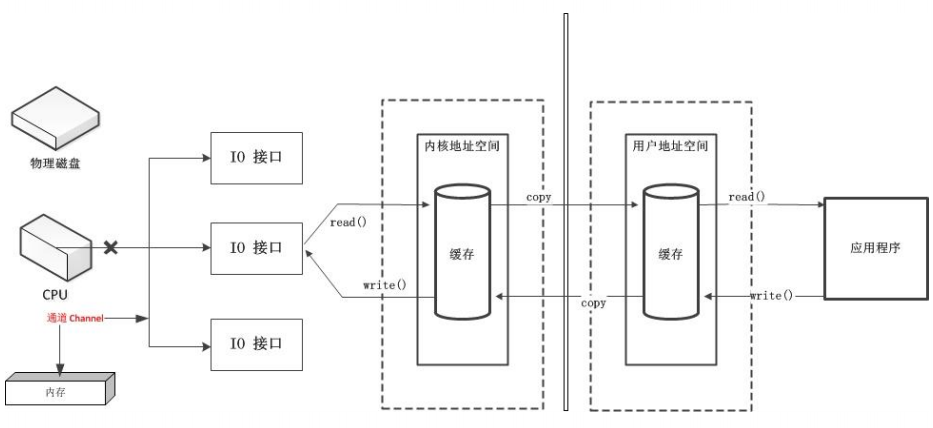 物理磁盘
CPU
通道 Channel
内存
IO 接口
IO 接口
IO 接口
read()
write()
内核地址空间
缓存
copy
copy
用户地址空间
缓存
read()
write()
应用程序